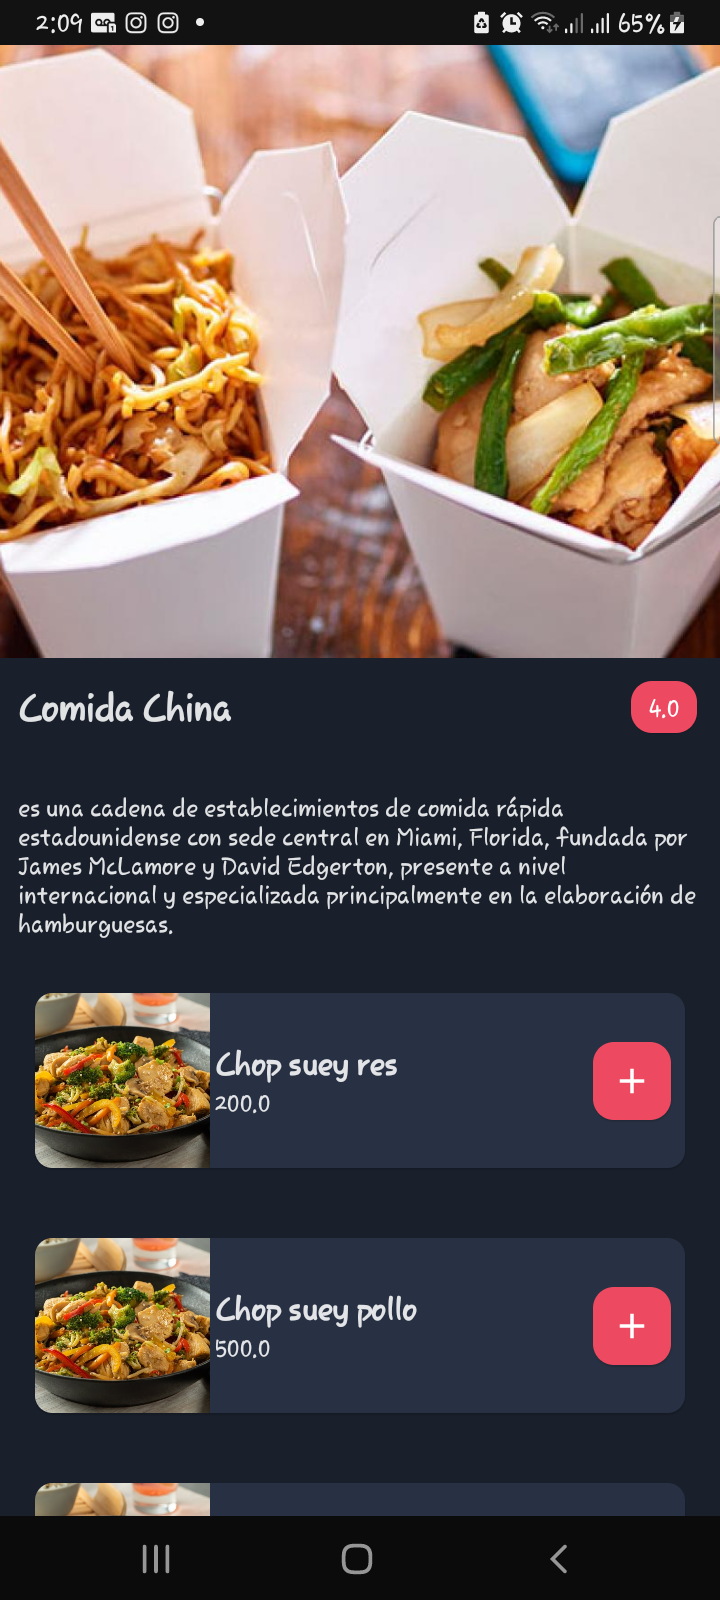 2:09
65%
Comida China
4.0
es una cadena de establecimientos de comida rápida
estadounidense con sede central en Miami, Florida, fundada por
James McLamore y David Edgerton, presente a nivel
internacional y especializada principalmente en la elaboración de
hamburguesas.
Chop suey res
200.0
+
Chop suey pollo
500.0
+